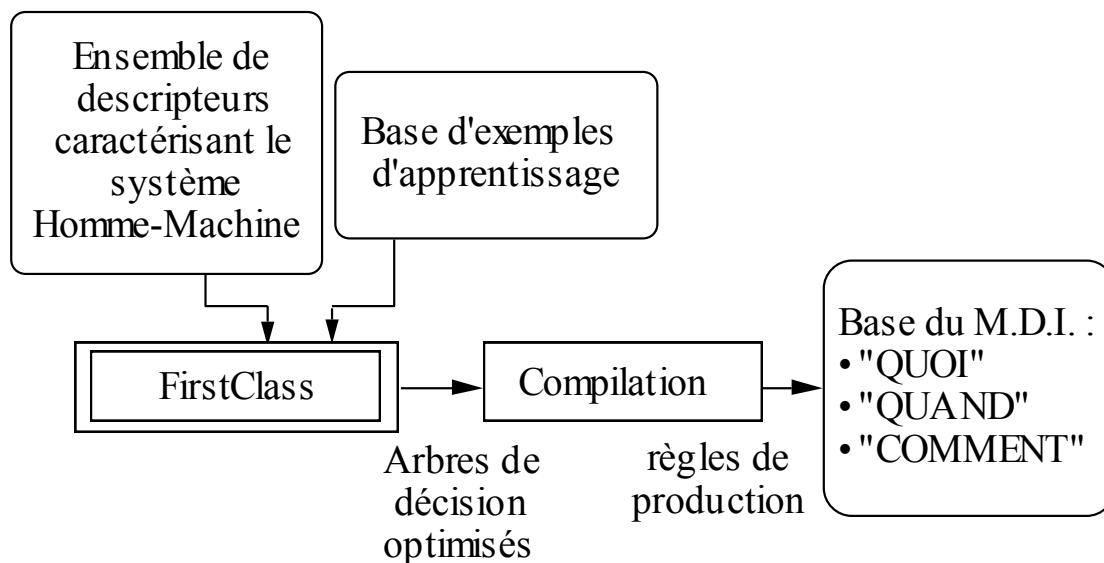 Ensemble de
descripteurs
caractérisant le
système
Homme-Machine
Base d'exemples
d'apprentissage
FirstClass
Compilation
Arbres de
décision
optimisés
règles de
production
Base du M.D.I. :
• "QUOI"
• "QUAND"
• "COMMENT"